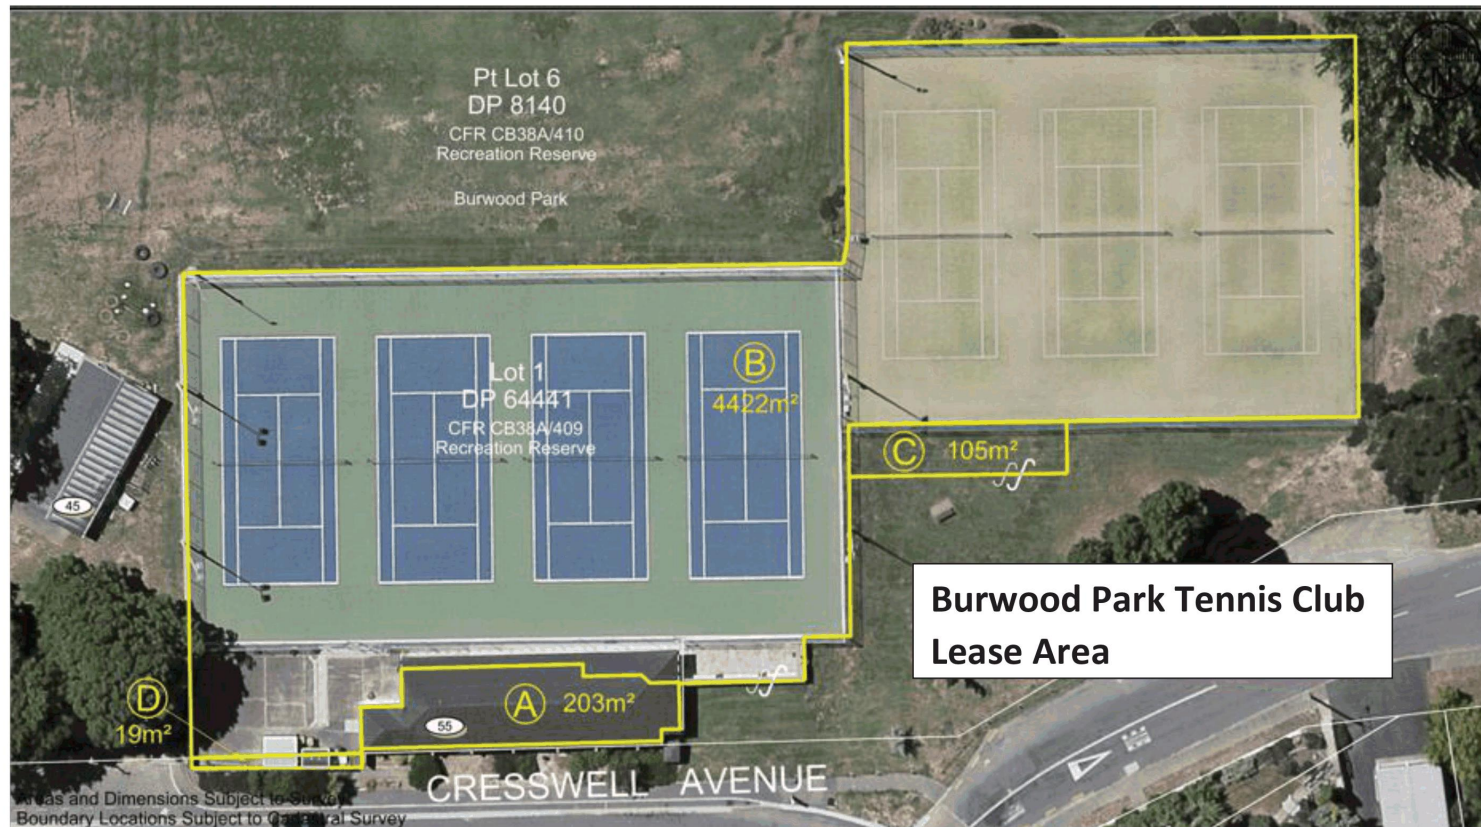 Pt Lot 6
DP 8140
CFR CB38A/410
Recreation Reserve
Burwood Park
Lot 1
DP 64441
CFR CB38A/409
Recreation Reserve
B
4422m²
C 105m²
45
Burwood Park Tennis Club
Lease Area
D
19m²
A 203m²
55
CRESSWELL AVENUE
Areas and Dimensions Subject to Survey
Boundary Locations Subject to Cadastral Survey